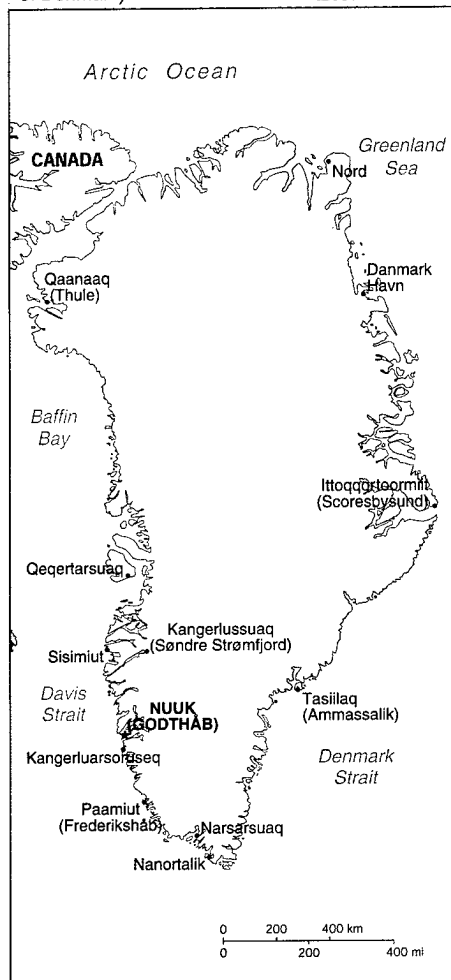 Arctic Ocean
CANADA
Greenland
Sea
Nord
Qaanaaq
(Thule)
Danmark
Havn
Baffin
Bay
Ittoqqortoormiit
(Scoresbysund)
Qeqertarsuaq
Kangerlussuaq
(Søndre Strømfjord)
Sisimiut
Davis
Strait
NUUK
(GODTHÅB)
Tasiilaq
(Ammassalik)
Kangerluarsoruseq
Denmark
Strait
Paamiut
(Frederikshåb)
Narsarsuaq
Nanortalik
0 200 400 km
0 200 400 mi